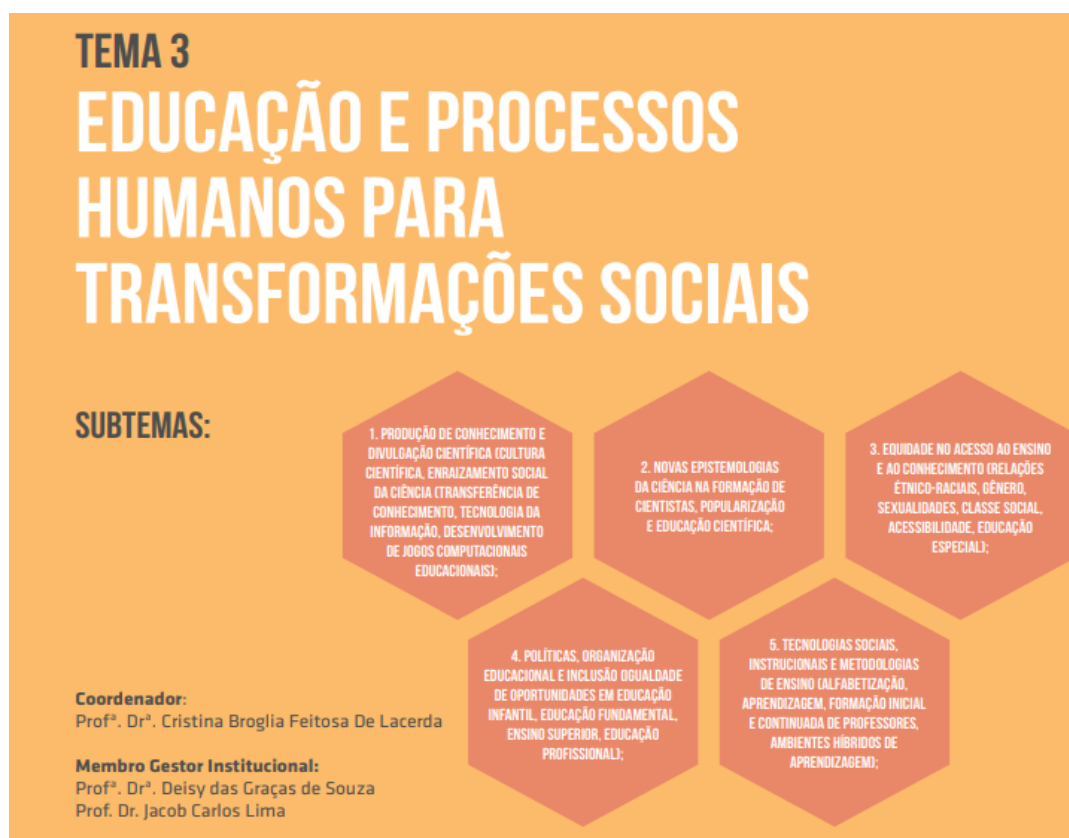 TEMA 3
EDUCAÇÃO E PROCESSOS
HUMANOS PARA
TRANSFORMAÇÕES SOCIAIS
SUBTEMAS:
1. PRODUÇÃO DE CONHECIMENTO E
DIVULGAÇÃO CIENTÍFICA (CULTURA
CIENTÍFICA, ENRAIZAMENTO SOCIAL
DA CIÊNCIA (TRANSFERÊNCIA DE
CONHECIMENTO, TECNOLOGIA DA
INFORMAÇÃO, DESENVOLVIMENTO
DE JOGOS COMPUTACIONAIS
EDUCACIONAIS);
2. NOVAS EPISTEMOLOGIAS
DA CIÊNCIA NA FORMAÇÃO DE
CIENTISTAS, POPULARIZAÇÃO
E EDUCAÇÃO CIENTÍFICA;
3. EQUIDADE NO ACESSO AO ENSINO
E AO CONHECIMENTO (RELAÇÕES
ÉTNICO-RACIAIS, GÊNERO,
SEXUALIDADES, CLASSE SOCIAL,
ACESSIBILIDADE, EDUCAÇÃO
ESPECIAL);
4. POLÍTICAS, ORGANIZAÇÃO
EDUCACIONAL E INCLUSÃO (IGUALDADE
DE OPORTUNIDADES EM EDUCAÇÃO
INFANTIL, EDUCAÇÃO FUNDAMENTAL,
ENSINO SUPERIOR, EDUCAÇÃO
PROFISSIONAL);
5. TECNOLOGIAS SOCIAIS,
INSTRUCIONAIS E METODOLOGIAS
DE ENSINO (ALFABETIZAÇÃO,
APRENDIZAGEM, FORMAÇÃO INICIAL
E CONTINUADA DE PROFESSORES,
AMBIENTES HÍBRIDOS DE
APRENDIZAGEM);
Coordenador:
Profª. Drª. Cristina Broglia Feitosa De Lacerda
Membro Gestor Institucional:
Profª. Drª. Deisy das Graças de Souza
Prof. Dr. Jacob Carlos Lima